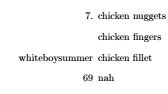 7. chicken nuggets
chicken fingers
whiteboysummer chicken fillet
69 nah